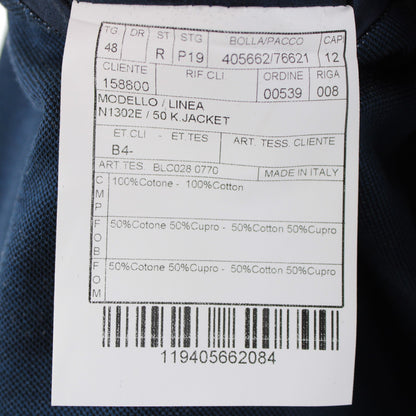 TG DR ST STG BOLLA/PACCO CAP
48 R P19 405662/76621 12
CLIENTE RIF CLI ORDINE RIGA
158800 00539 008
MODELLO / LINEA
N1302E / 50 K.JACKET
ET CLI - ET TES ART. TESS. CLIENTE
B4-
ART TES BLC028 0770 MADE IN ITALY
CMP 100%Cotone - 100%Cotton
FOB 50%Cotone 50%Cupro - 50%Cotton 50%Cupro
FOM 50%Cotone 50%Cupro - 50%Cotton 50%Cupro
119405662084